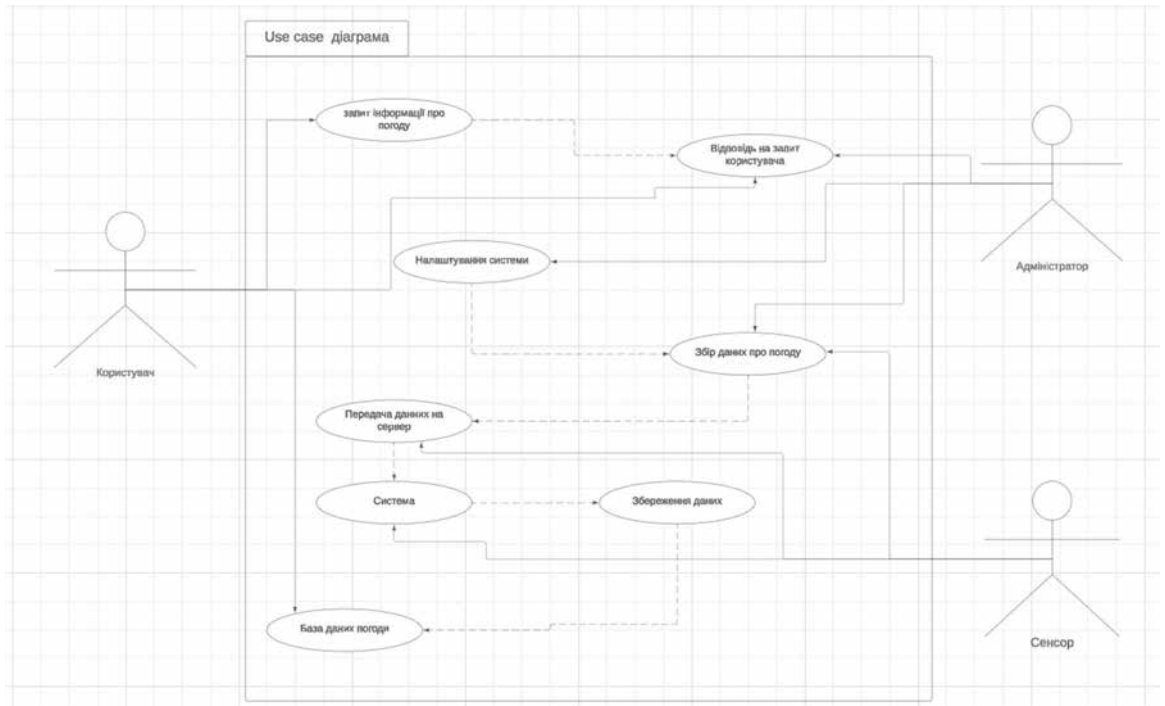 Use case діаграма
запит інформації про
погоду
Відповідь на запит
користувача
Налаштування системи
Адміністратор
Збір даних про погоду
Користувач
Передача данних на
сервер
Система
Збереження даних
База даних погоди
Сенсор